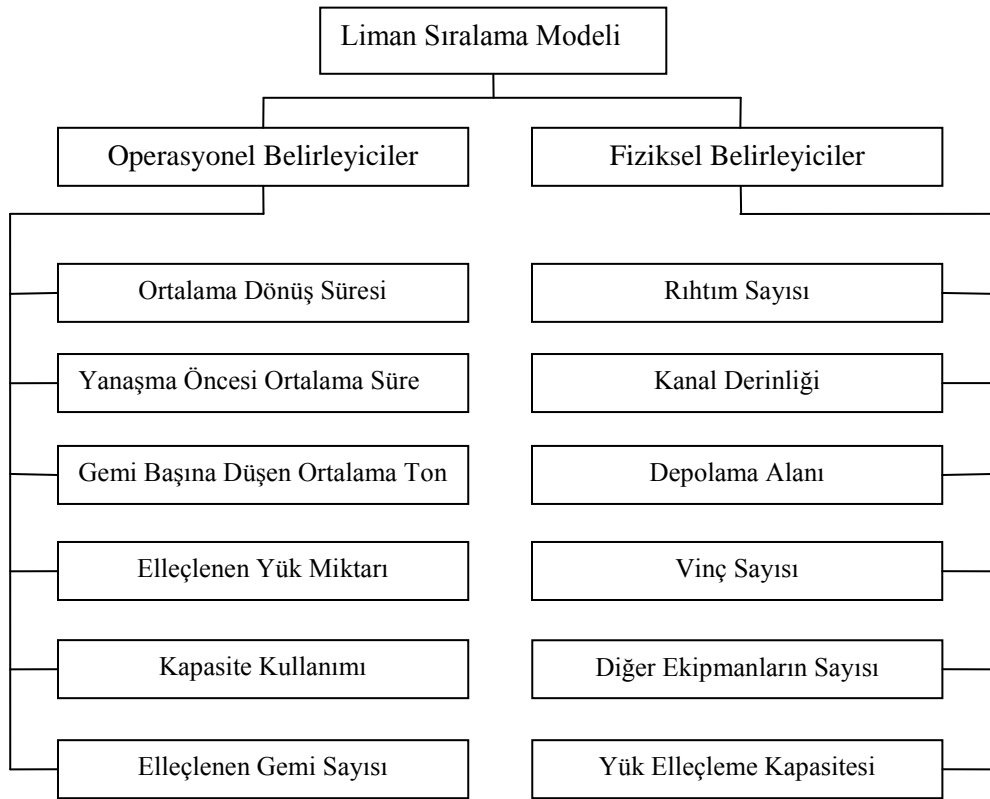 Liman Sıralama Modeli
Operasyonel Belirleyiciler
Fiziksel Belirleyiciler
Ortalama Dönüş Süresi
Rıhtım Sayısı
Yanaşma Öncesi Ortalama Süre
Kanal Derinliği
Gemi Başına Düşen Ortalama Ton
Depolama Alanı
Elleçlenen Yük Miktarı
Vinç Sayısı
Kapasite Kullanımı
Diğer Ekipmanların Sayısı
Elleçlenen Gemi Sayısı
Yük Elleçleme Kapasitesi